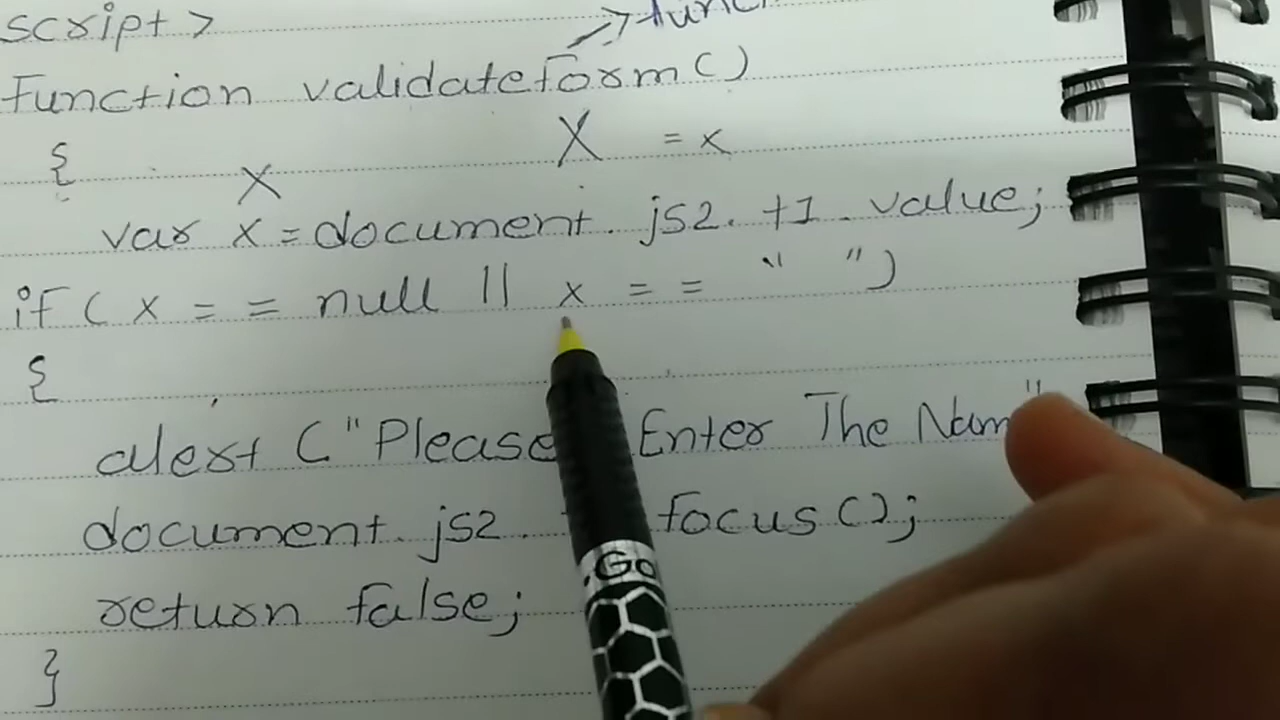 script>
Function validateform()
{
X = x
X
var x = document. js2. t1. value;
if ( x = = null || x = = " ")
{
alert ("Please Enter The Nam"
document. js2. focus();
return false;
}
.Go